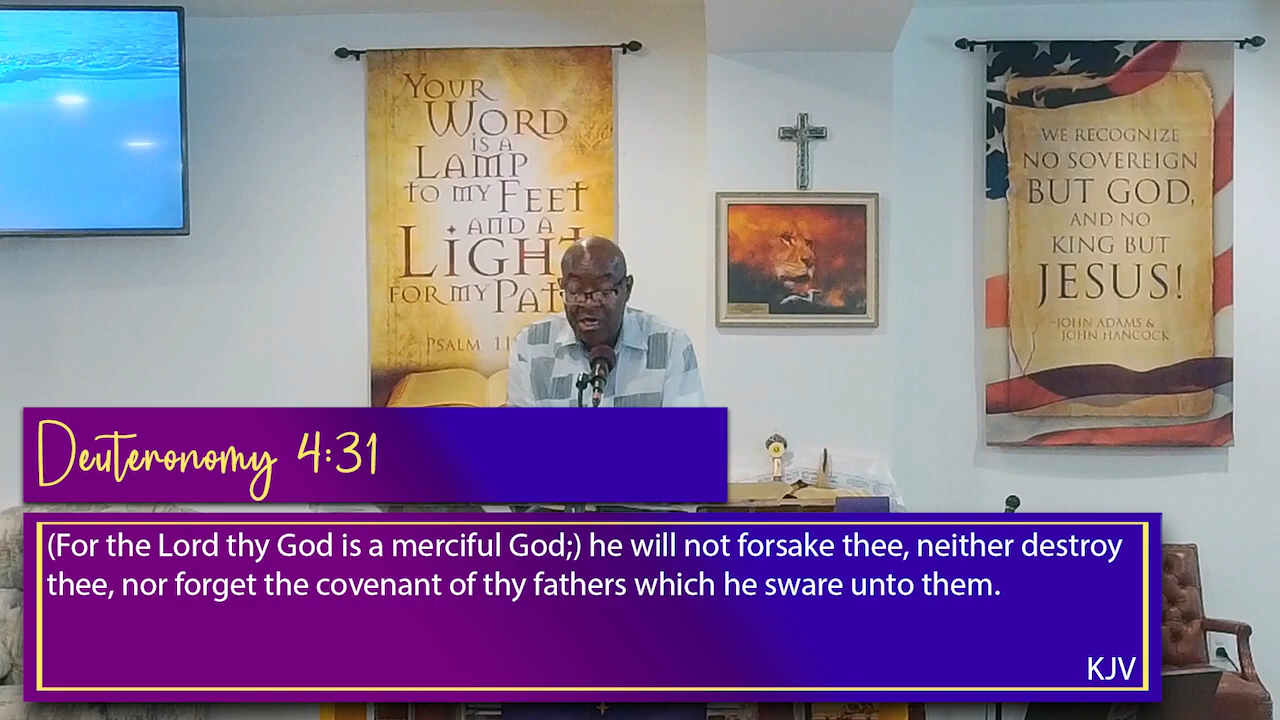 YOUR
WORD
IS A
LAMP
TO MY FEET
AND A
LIGHT
FOR MY
PSALM
WE RECOGNIZE
NO SOVEREIGN
BUT GOD,
AND NO
KING BUT
JESUS!
-JOHN ADAMS &
JOHN HANCOCK
Deuteronomy 4:31
(For the Lord thy God is a merciful God;) he will not forsake thee, neither destroy
thee, nor forget the covenant of thy fathers which he sware unto them.
KJV